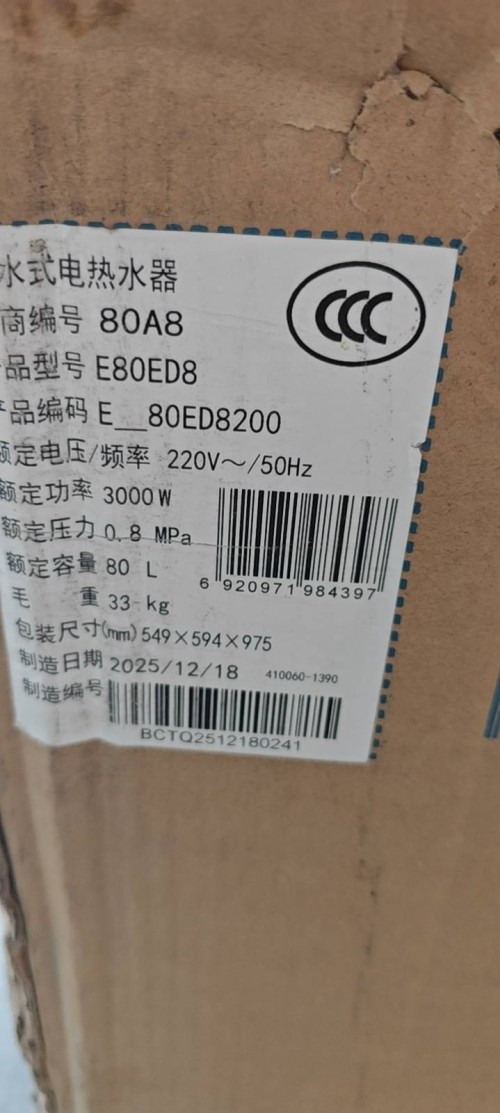 水式电热水器
CCC
商编号 80A8
品型号 E80ED8
产品编码 E__80ED8200
额定电压/频率 220V～/50Hz
额定功率 3000W
额定压力 0.8 MPa
额定容量 80 L
6 920971 984397
毛 重 33 kg
包装尺寸(mm) 549×594×975
制造日期 2025/12/18
410060-1390
制造编号
BCTQ2512180241